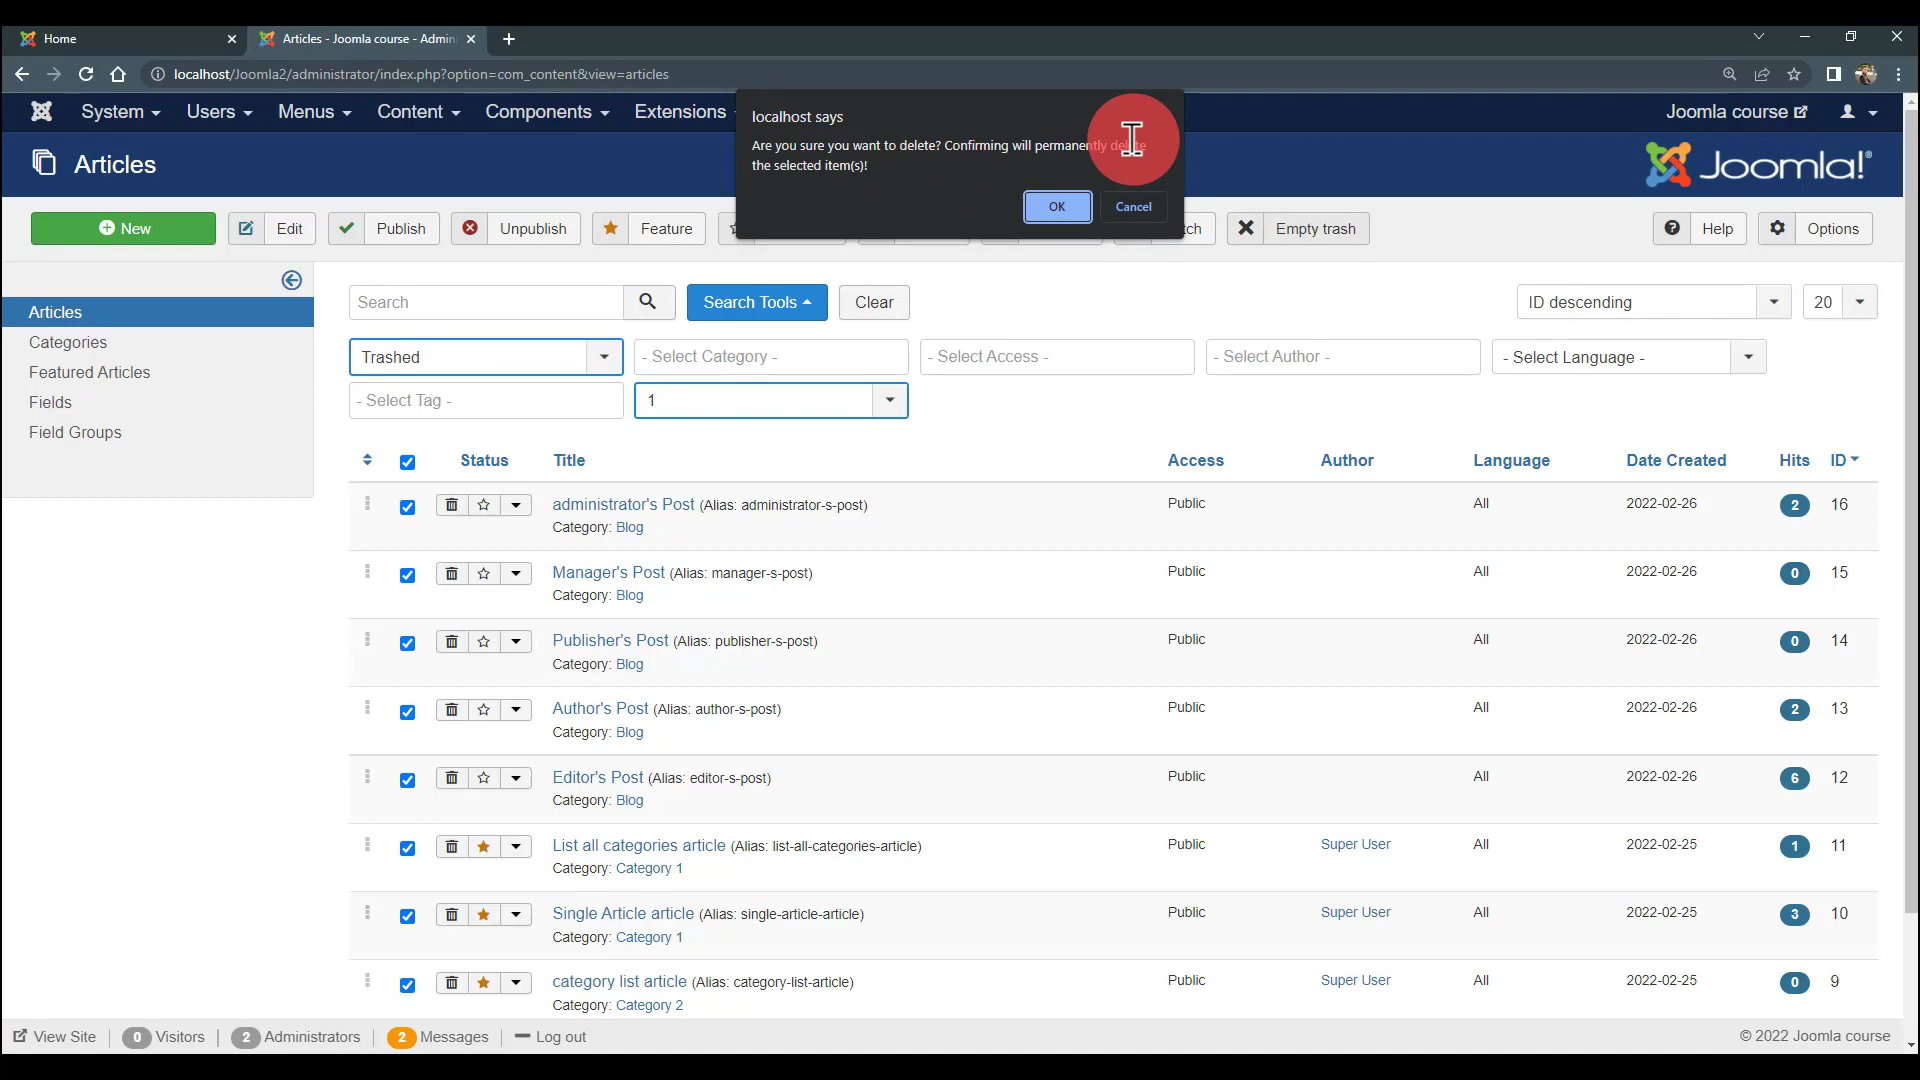 Home
Articles - Joomla course - Admin
localhost/Joomla2/administrator/index.php?option=com_content&view=articles
System Users Menus Content Components Extensions
Joomla course
localhost says
Are you sure you want to delete? Confirming will permanently delete
the selected item(s)!
OK Cancel
Articles
Joomla!®
New Edit Publish Unpublish Feature Empty trash Help Options
Articles
Categories
Featured Articles
Fields
Field Groups
Search Search Tools Clear ID descending 20
Trashed - Select Category - - Select Access - - Select Author - - Select Language -
- Select Tag - 1
Status Title Access Author Language Date Created Hits ID
administrator's Post (Alias: administrator-s-post) Public All 2022-02-26 2 16
Category: Blog
Manager's Post (Alias: manager-s-post) Public All 2022-02-26 0 15
Category: Blog
Publisher's Post (Alias: publisher-s-post) Public All 2022-02-26 0 14
Category: Blog
Author's Post (Alias: author-s-post) Public All 2022-02-26 2 13
Category: Blog
Editor's Post (Alias: editor-s-post) Public All 2022-02-26 6 12
Category: Blog
List all categories article (Alias: list-all-categories-article) Public Super User All 2022-02-25 1 11
Category: Category 1
Single Article article (Alias: single-article-article) Public Super User All 2022-02-25 3 10
Category: Category 1
category list article (Alias: category-list-article) Public Super User All 2022-02-25 0 9
Category: Category 2
View Site 0 Visitors 2 Administrators 2 Messages Log out © 2022 Joomla course